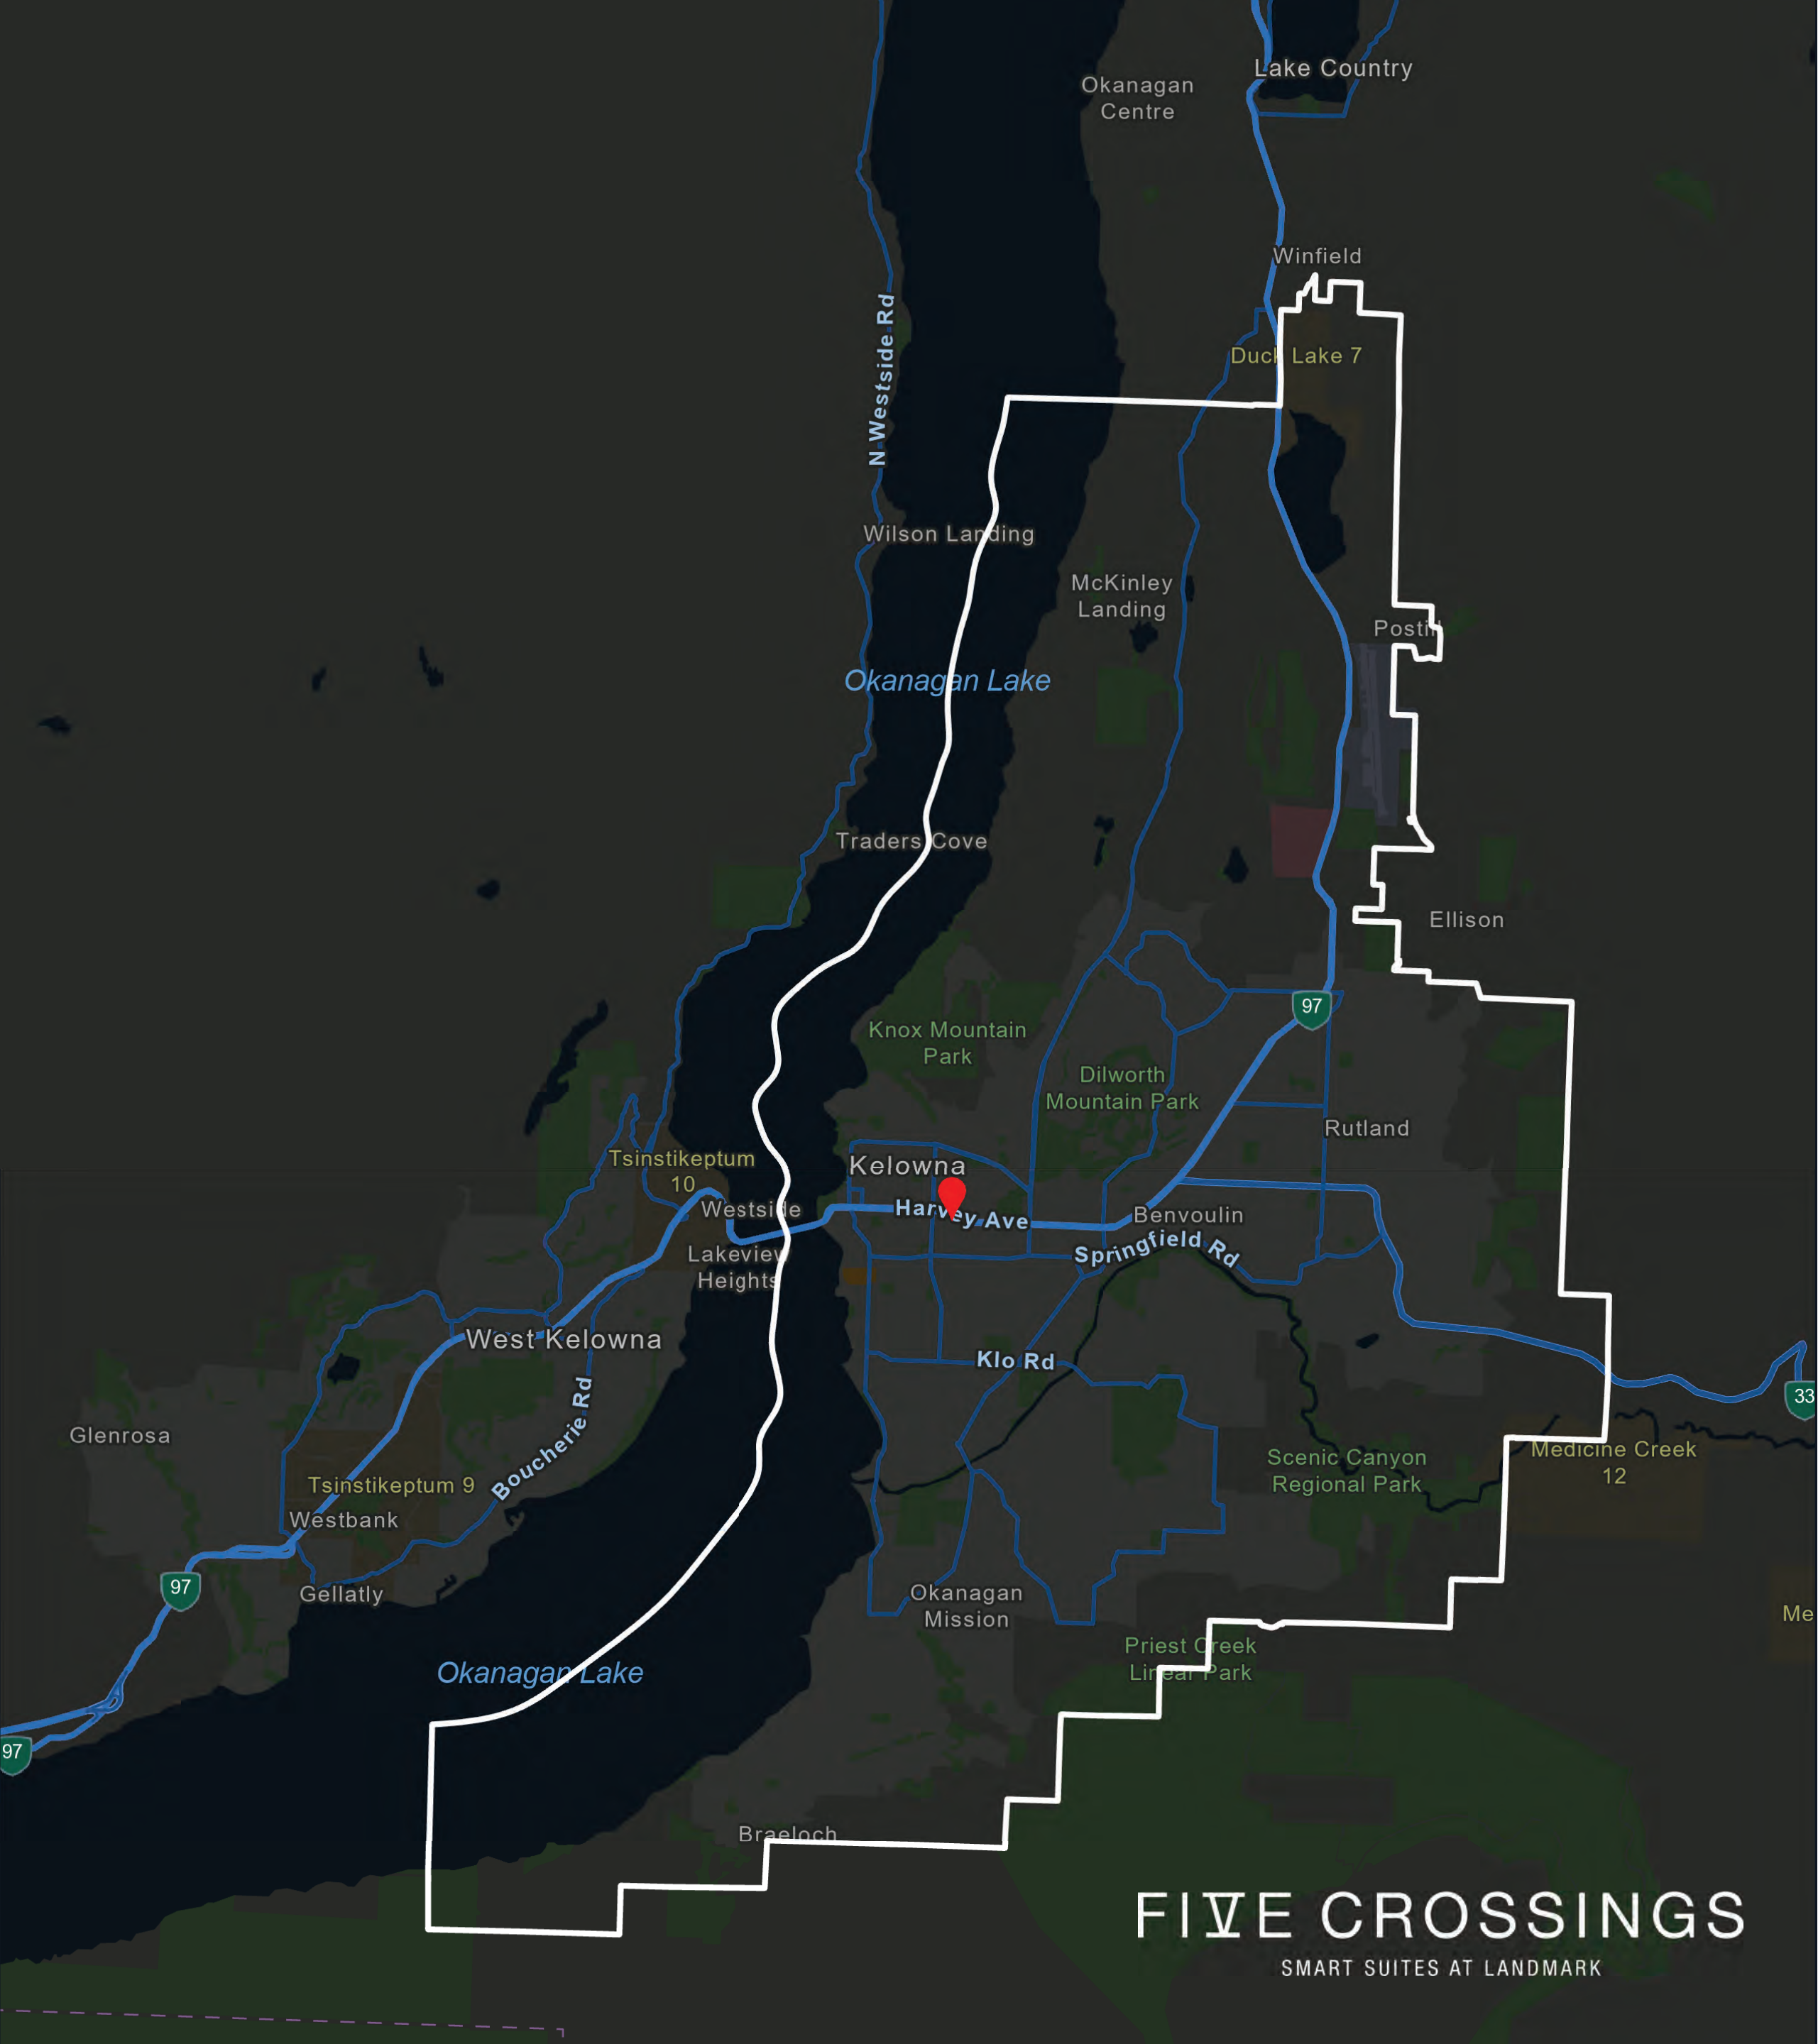 Lake Country
Okanagan
Centre
Winfield
N Westside Rd
Duck Lake 7
Wilson Landing
McKinley
Landing
Postill
Okanagan Lake
Traders Cove
Ellison
97
Knox Mountain
Park
Dilworth
Mountain Park
Rutland
Tsinstikeptum
10
Kelowna
Westside
Harvey Ave
Benvoulin
Lakeview
Heights
Springfield Rd
West Kelowna
Klo Rd
33
Boucherie Rd
Glenrosa
Scenic Canyon
Regional Park
Medicine Creek
12
Tsinstikeptum 9
Westbank
97
Gellatly
Okanagan
Mission
Me
Priest Creek
Linear Park
Okanagan Lake
97
Braeloch
FIVE CROSSINGS
SMART SUITES AT LANDMARK